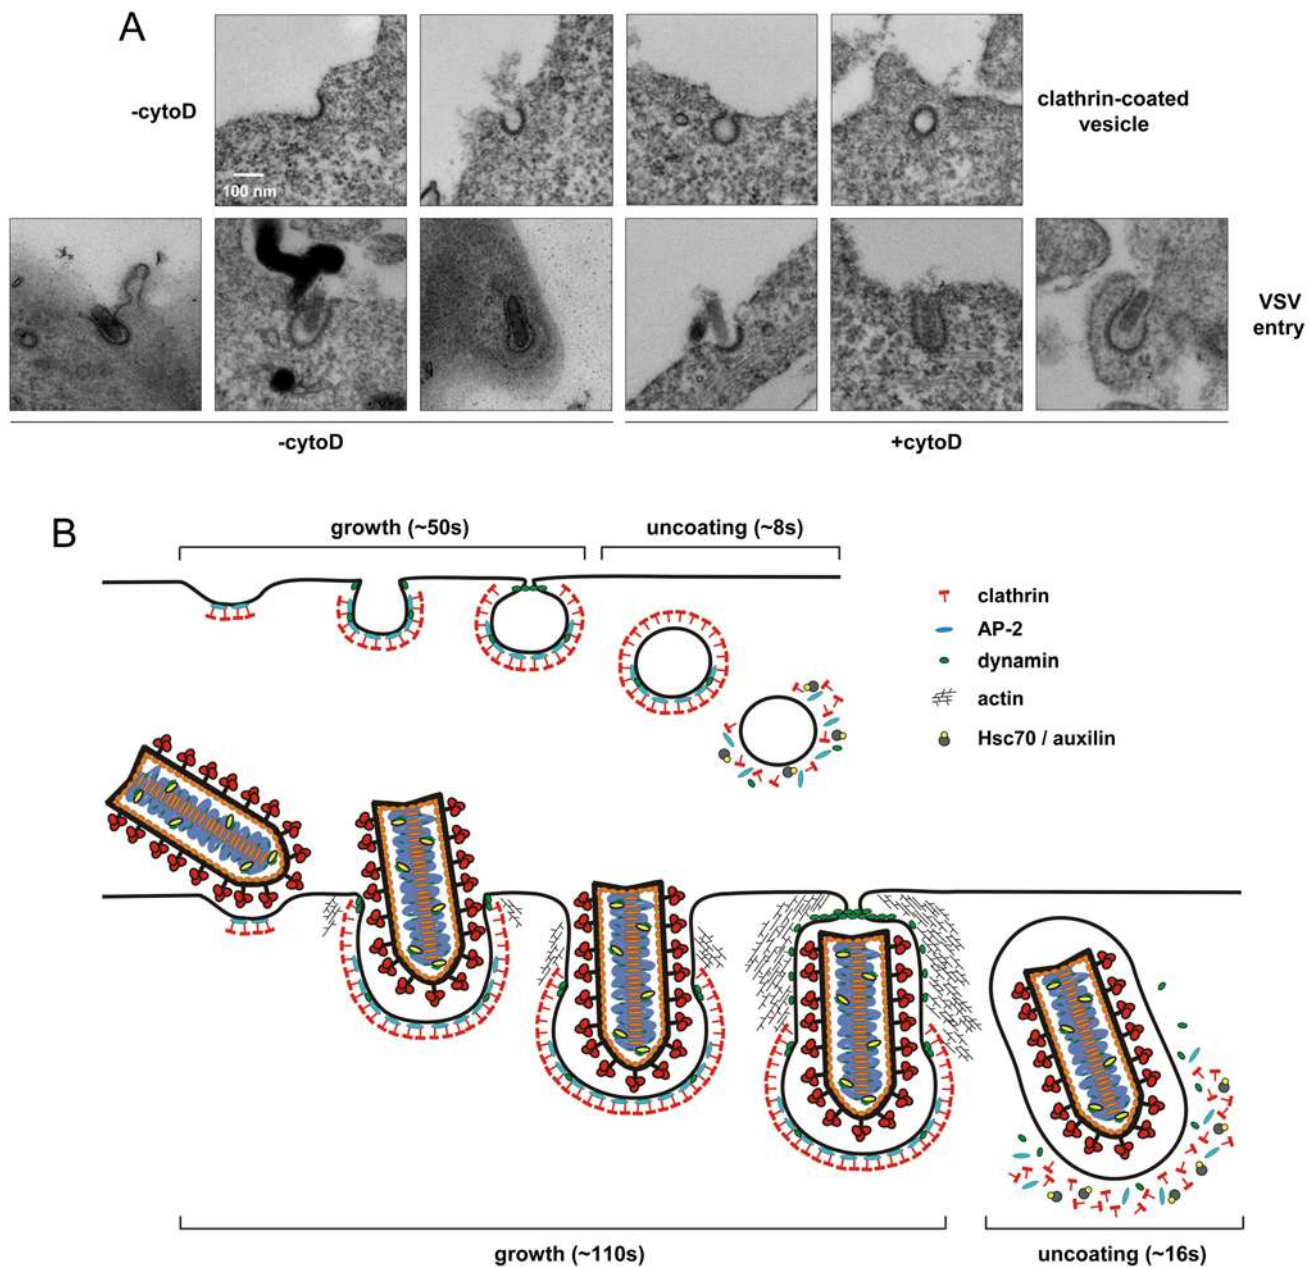 A
-cytoD
100 nm
clathrin-coated
vesicle
VSV
entry
-cytoD
+cytoD
B
growth (~50s)
uncoating (~8s)
clathrin
AP-2
dynamin
actin
Hsc70 / auxilin
growth (~110s)
uncoating (~16s)